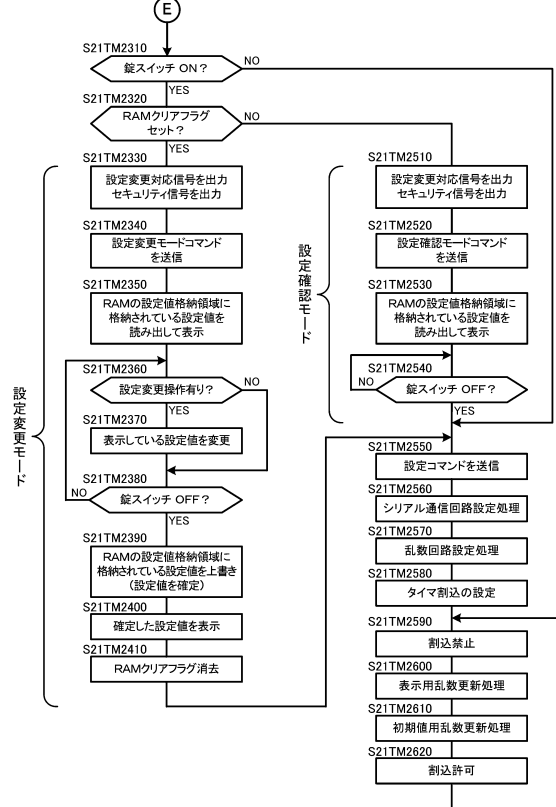 E
S21TM2310
錠スイッチ ON？
NO
YES
S21TM2320
RAMクリアフラグ
セット？
NO
YES
設定変更モード
S21TM2330
設定変更対応信号を出力
セキュリティ信号を出力
S21TM2340
設定変更モードコマンド
を送信
S21TM2350
RAMの設定値格納領域に
格納されている設定値を
読み出して表示
S21TM2360
設定変更操作有り？
NO
YES
S21TM2370
表示している設定値を変更
S21TM2380
錠スイッチ OFF？
NO
YES
S21TM2390
RAMの設定値格納領域に
格納されている設定値を上書き
（設定値を確定）
S21TM2400
確定した設定値を表示
S21TM2410
RAMクリアフラグ消去
設定確認モード
S21TM2510
設定変更対応信号を出力
セキュリティ信号を出力
S21TM2520
設定確認モードコマンド
を送信
S21TM2530
RAMの設定値格納領域に
格納されている設定値を
読み出して表示
S21TM2540
錠スイッチ OFF？
NO
YES
S21TM2550
設定コマンドを送信
S21TM2560
シリアル通信回路設定処理
S21TM2570
乱数回路設定処理
S21TM2580
タイマ割込の設定
S21TM2590
割込禁止
S21TM2600
表示用乱数更新処理
S21TM2610
初期値用乱数更新処理
S21TM2620
割込許可